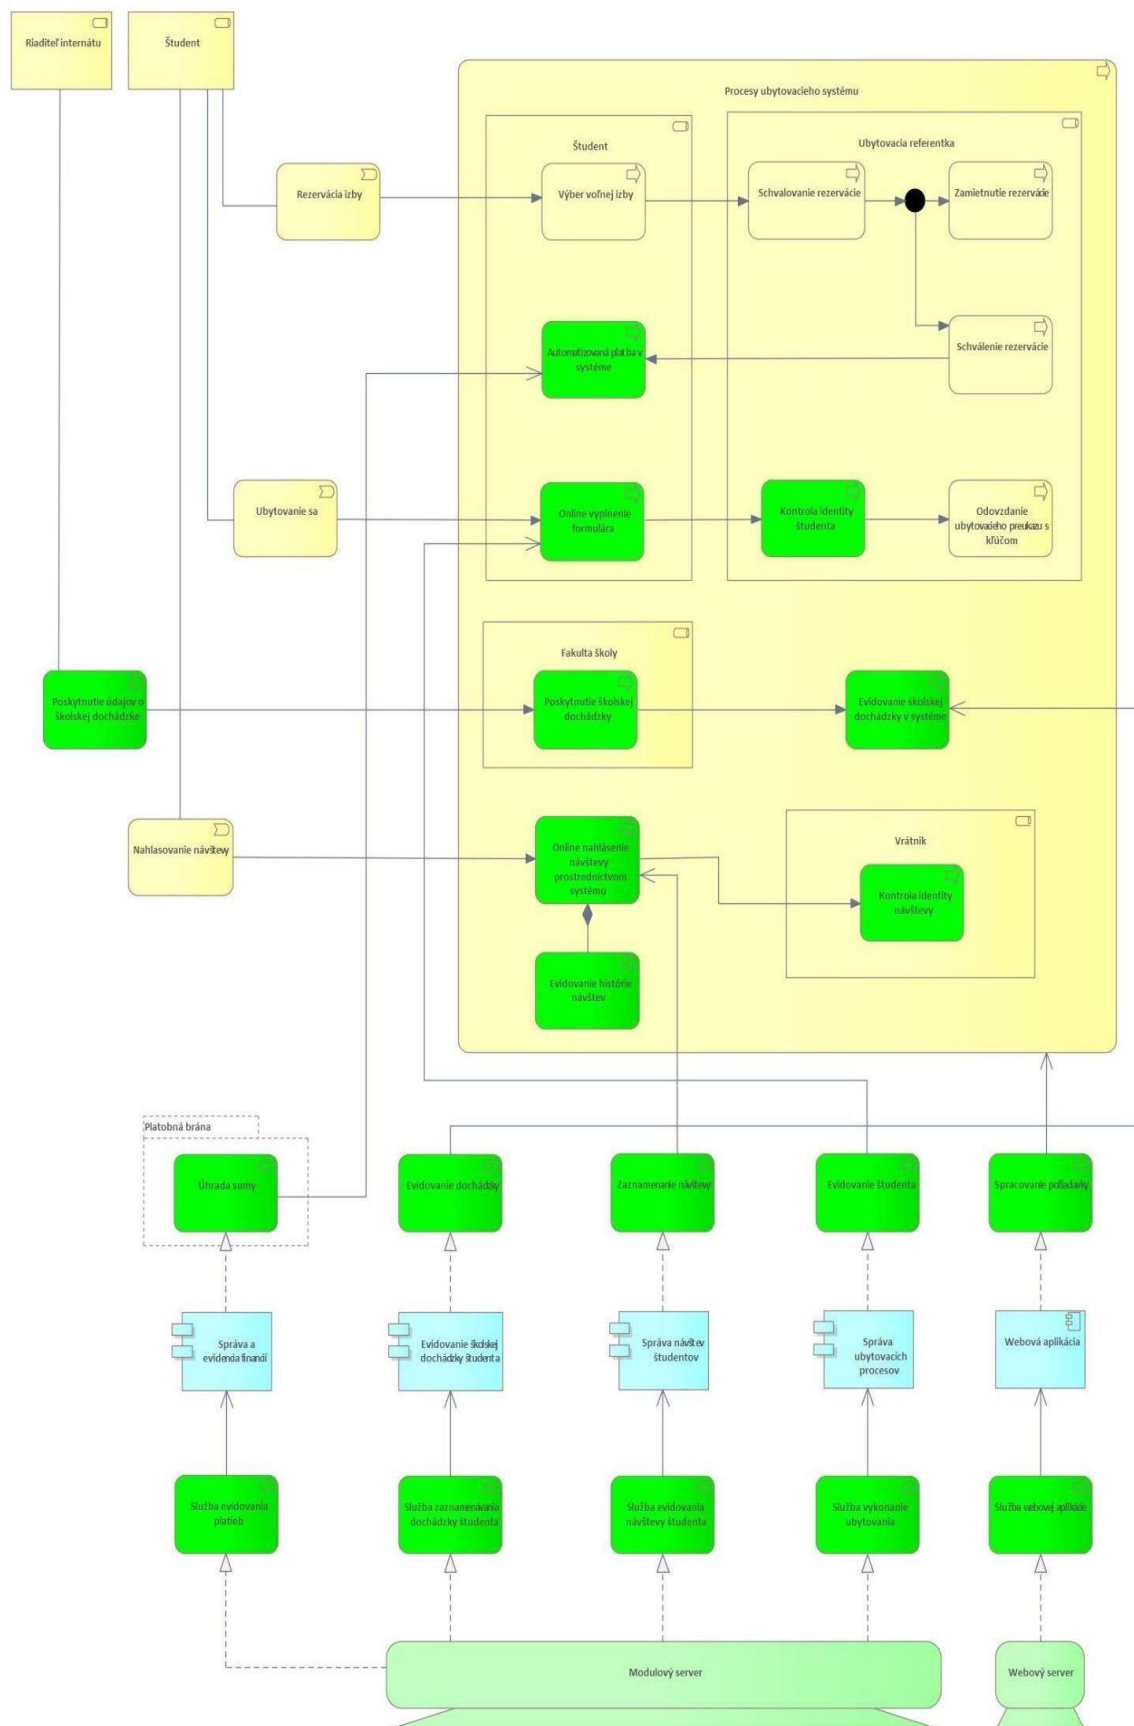 Riaditeľ internátu
Študent
Procesy ubytovacieho systému
Študent
Ubytovacia referentka
Rezervácia izby
Výber voľnej izby
Schvalovanie rezervácie
Zamietnutie rezervácie
Automatizovaná platba v
systéme
Schválenie rezervácie
Ubytovanie sa
Online vyplnenie
formulára
Kontrola identity
študenta
Odovzdanie
ubytovacieho preukazu s
kľúčom
Fakulta školy
Poskytnutie údajov o
školskej dochádzke
Poskytnutie školskej
dochádzky
Evidovanie školskej
dochádzky v systéme
Nahlasovanie návštevy
Online nahlásenie
návštevy
prostredníctvom
systému
Vrátnik
Kontrola identity
návštevy
Evidovanie histórie
návštev
Platobná brána
Úhrada sumy
Evidovanie dochádzky
Zaznamenanie návštevy
Evidovanie študenta
Spracovanie požiadavky
Správa a
evidencia financií
Evidovanie školskej
dochádzky študenta
Správa návštev
študentov
Správa
ubytovacích
procesov
Webová aplikácia
Služba evidovania
platieb
Služba zaznamenávania
dochádzky študenta
Služba evidovania
návštevy študenta
Služba vykonanie
ubytovania
Služba webovej aplikácie
Modulový server
Webový server